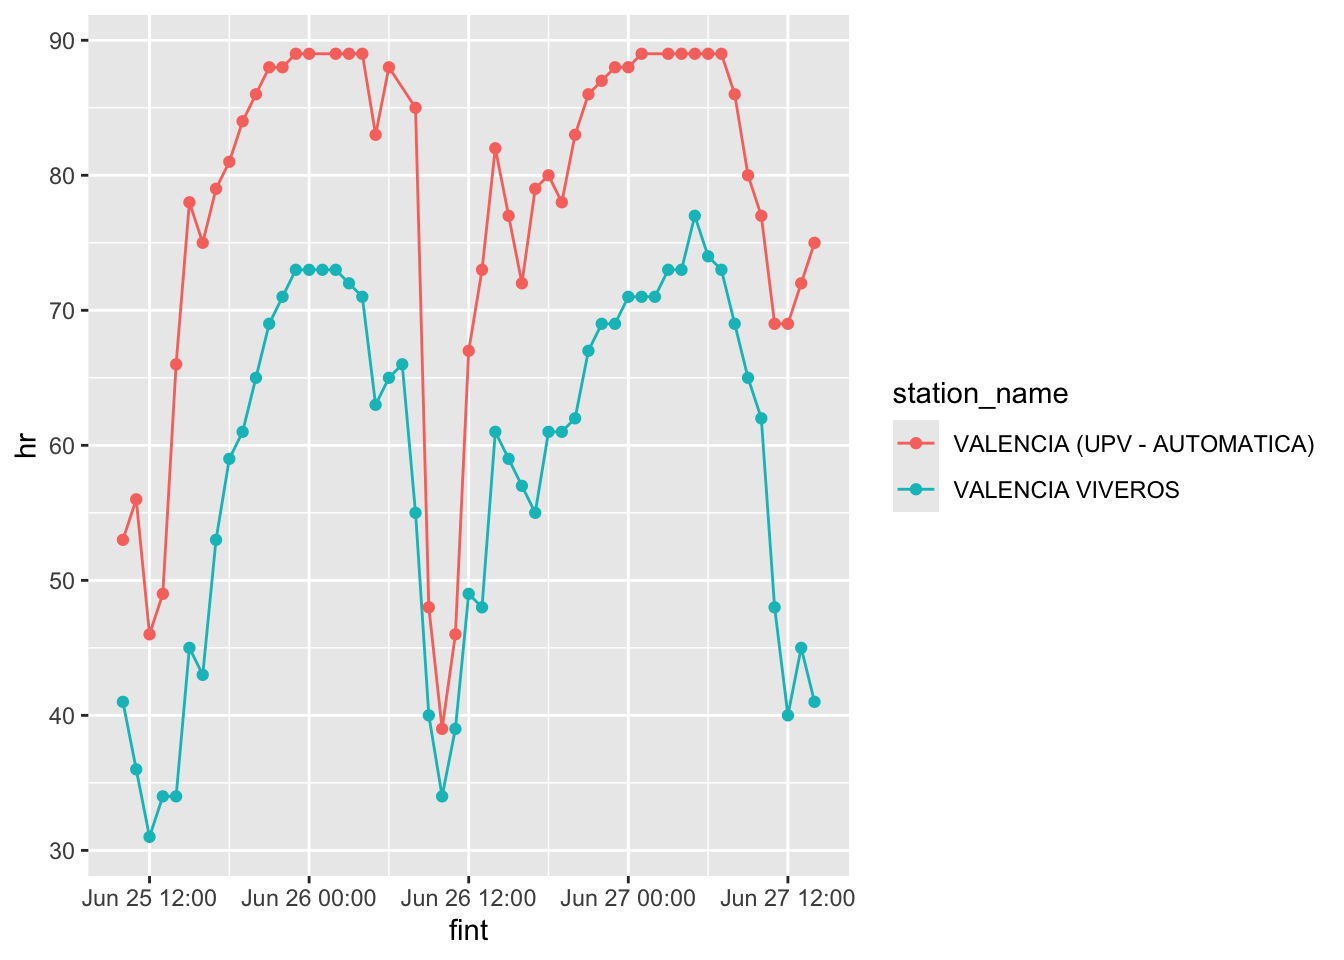 90
80
70
60
50
40
30
hr
Jun 25 12:00
Jun 26 00:00
Jun 26 12:00
Jun 27 00:00
Jun 27 12:00
fint
station_name
VALENCIA (UPV - AUTOMATICA)
VALENCIA VIVEROS